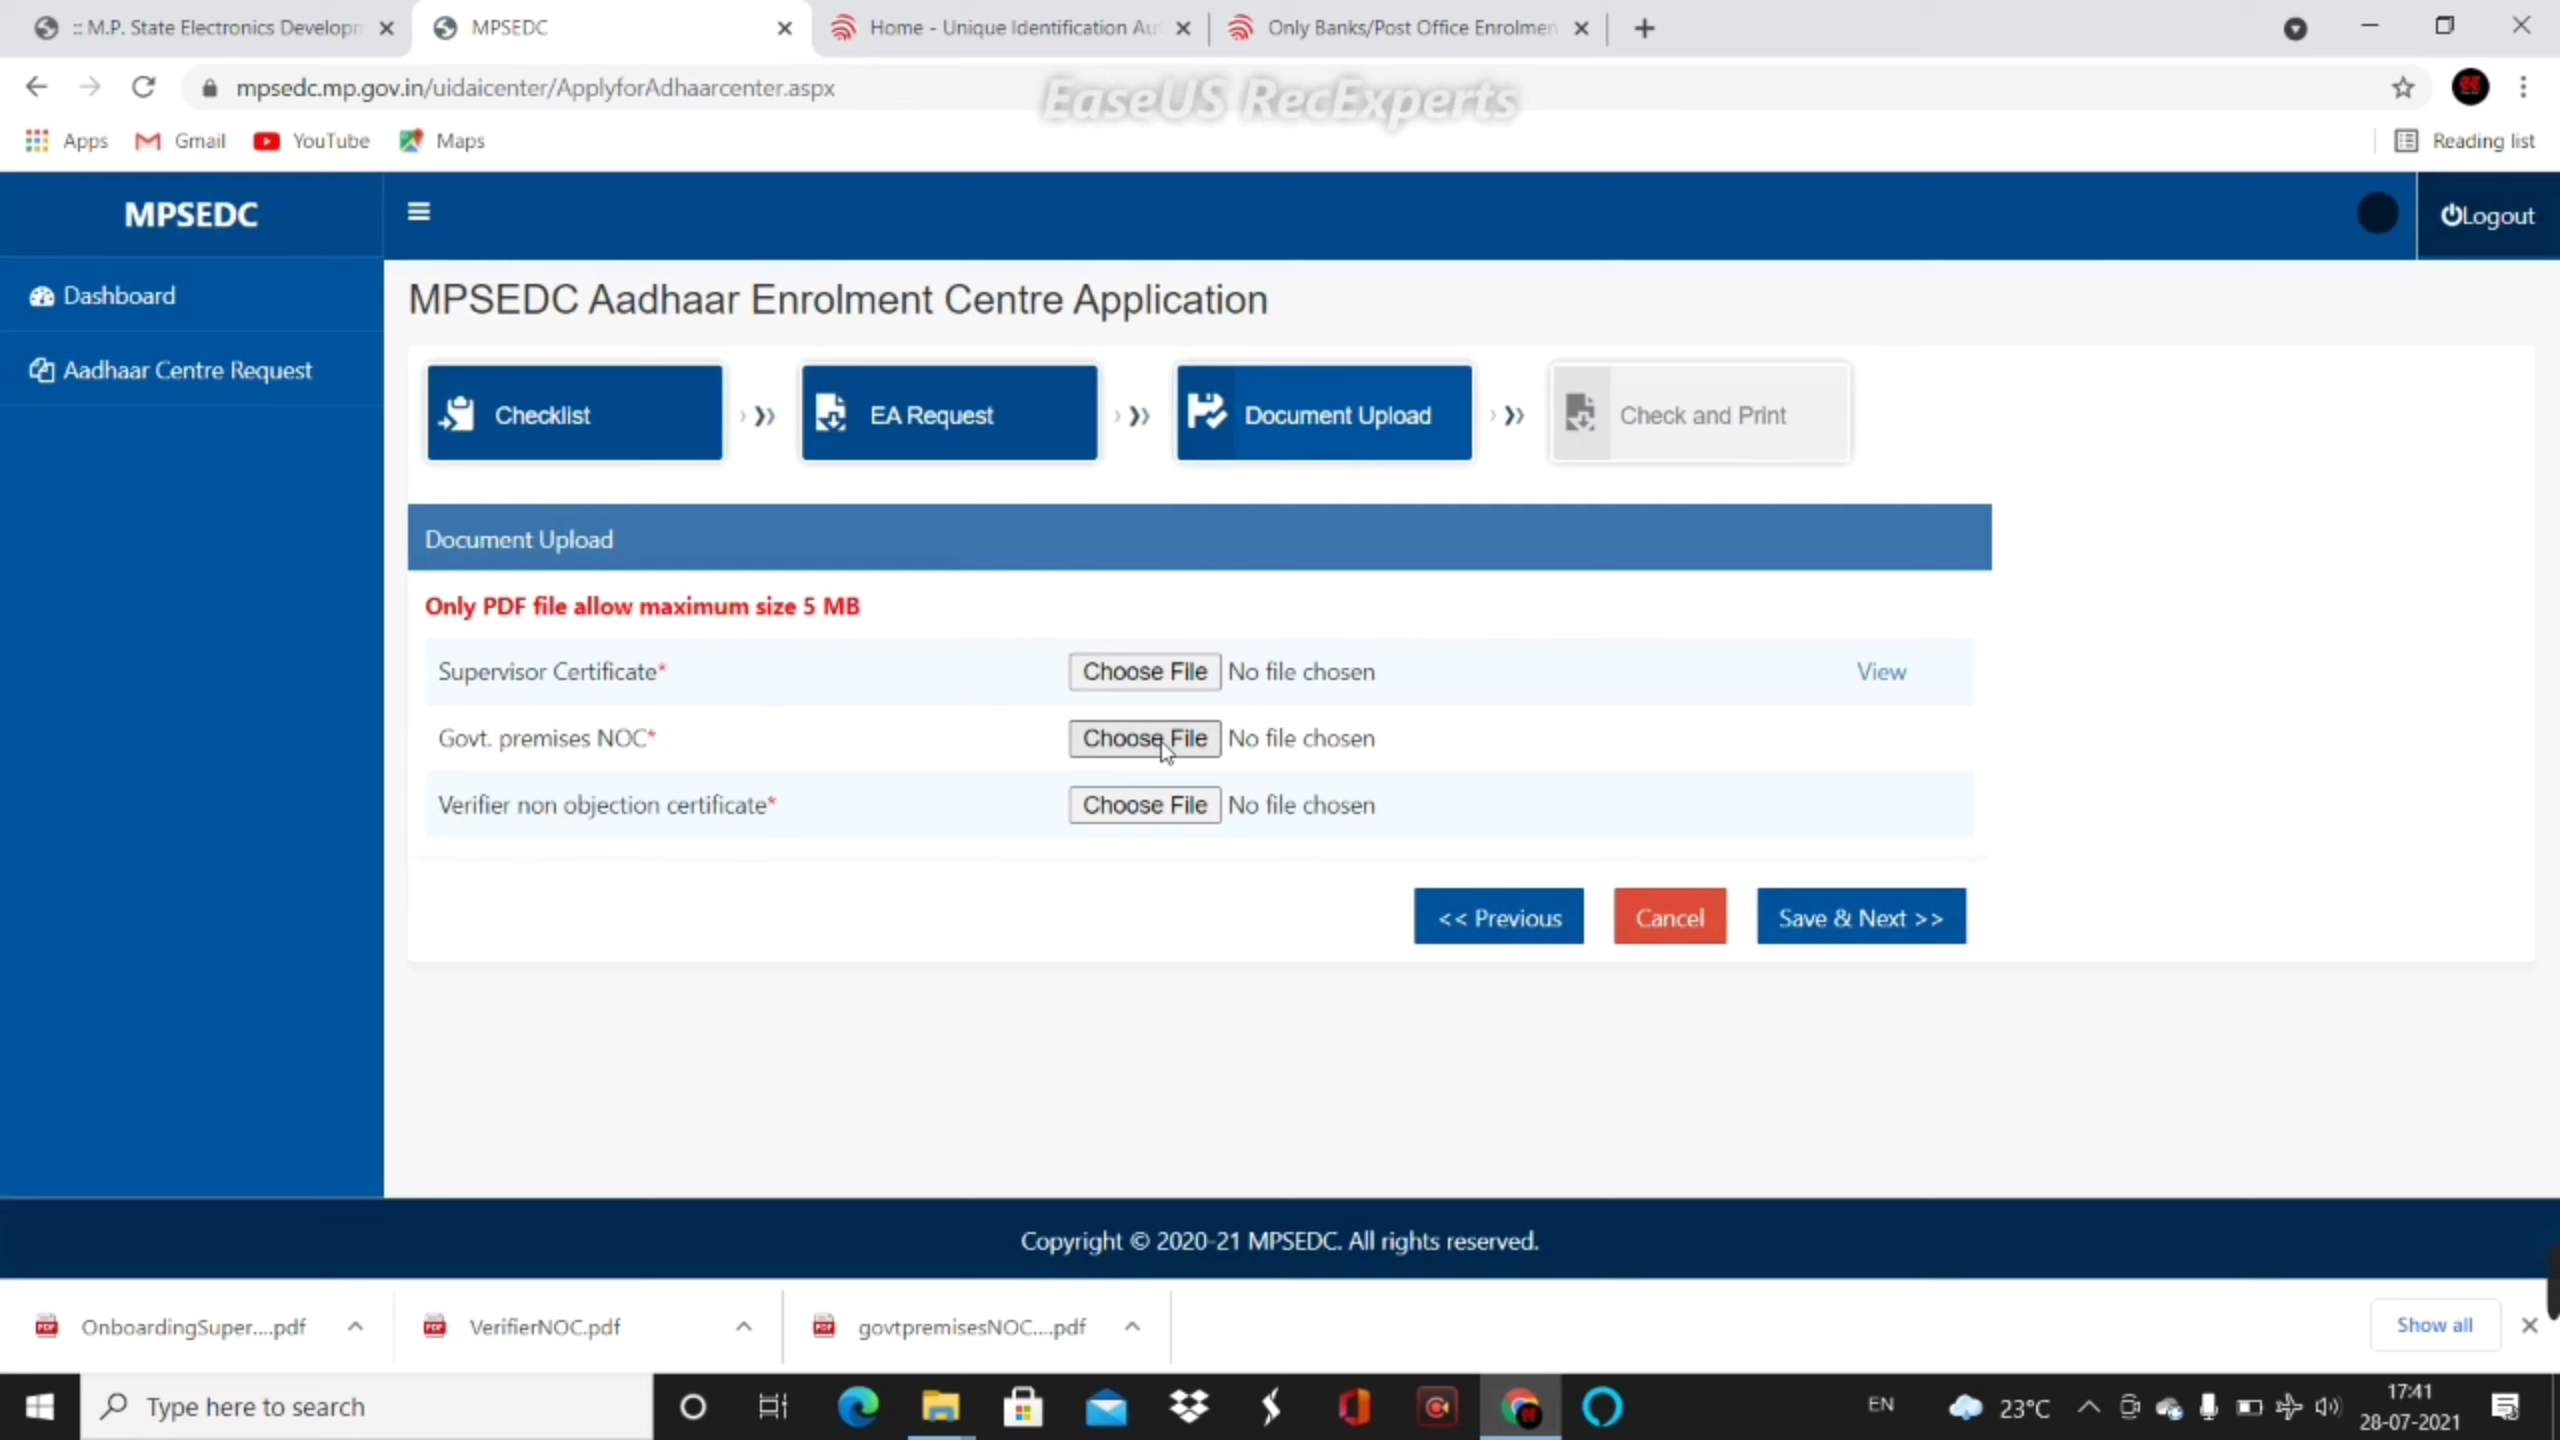 :: M.P. State Electronics Developm
MPSEDC
Home - Unique Identification Au
Only Banks/Post Office Enrolmen
mpsedc.mp.gov.in/uidaicenter/ApplyforAdhaarcenter.aspx
EaseUS RecExperts
Apps
Gmail
YouTube
Maps
Reading list
MPSEDC
Logout
Dashboard
Aadhaar Centre Request
MPSEDC Aadhaar Enrolment Centre Application
Checklist
EA Request
Document Upload
Check and Print
Document Upload
Only PDF file allow maximum size 5 MB
Supervisor Certificate* Choose File No file chosen View
Govt. premises NOC* Choose File No file chosen
Verifier non objection certificate* Choose File No file chosen
<< Previous
Cancel
Save & Next >>
Copyright © 2020-21 MPSEDC. All rights reserved.
OnboardingSuper....pdf
VerifierNOC.pdf
govtpremisesNOC....pdf
Show all
Type here to search
EN
23°C
17:41
28-07-2021